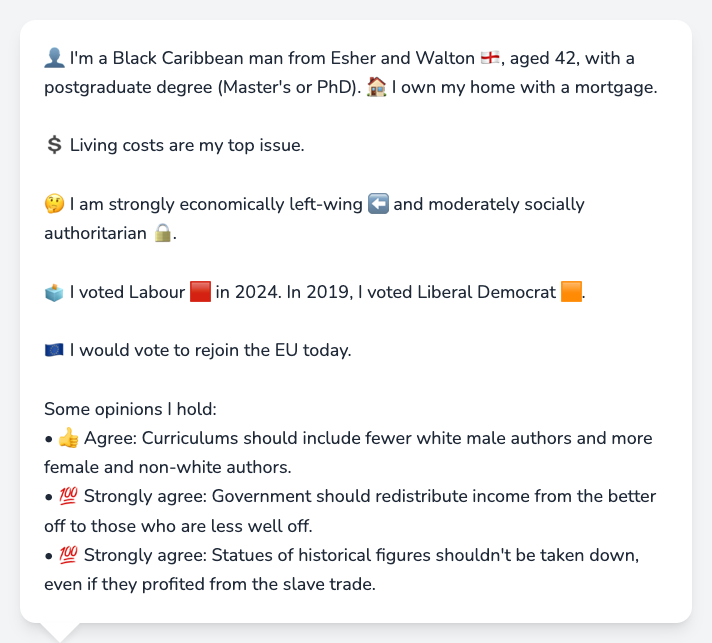 👤 I'm a Black Caribbean man from Esher and Walton 🏴󠁧󠁢󠁥󠁮󠁧󠁿, aged 42, with a
postgraduate degree (Master's or PhD). 🏠 I own my home with a mortgage.
💲 Living costs are my top issue.
🤔 I am strongly economically left-wing ⬅️ and moderately socially
authoritarian 🔒.
🗳️ I voted Labour 🟥 in 2024. In 2019, I voted Liberal Democrat 🟧.
🇪🇺 I would vote to rejoin the EU today.
Some opinions I hold:
• 👍 Agree: Curriculums should include fewer white male authors and more
female and non-white authors.
• 💯 Strongly agree: Government should redistribute income from the better
off to those who are less well off.
• 💯 Strongly agree: Statues of historical figures shouldn't be taken down,
even if they profited from the slave trade.